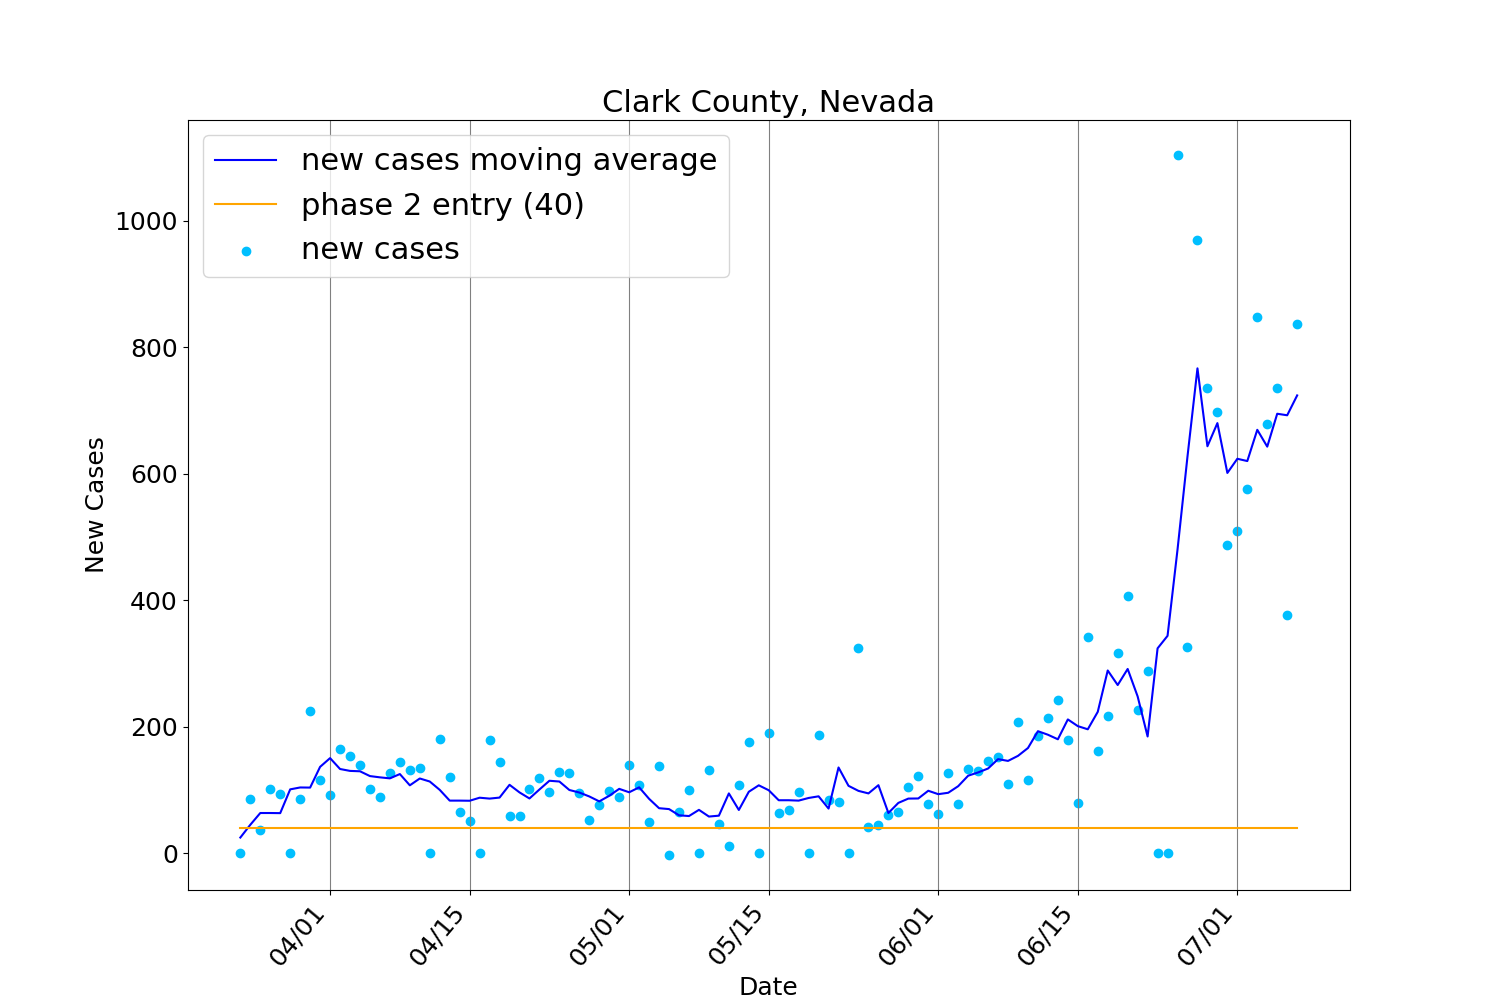 Clark County, Nevada
new cases moving average
phase 2 entry (40)
new cases
New Cases
1000
800
600
400
200
0
04/01
04/15
05/01
05/15
06/01
06/15
07/01
Date